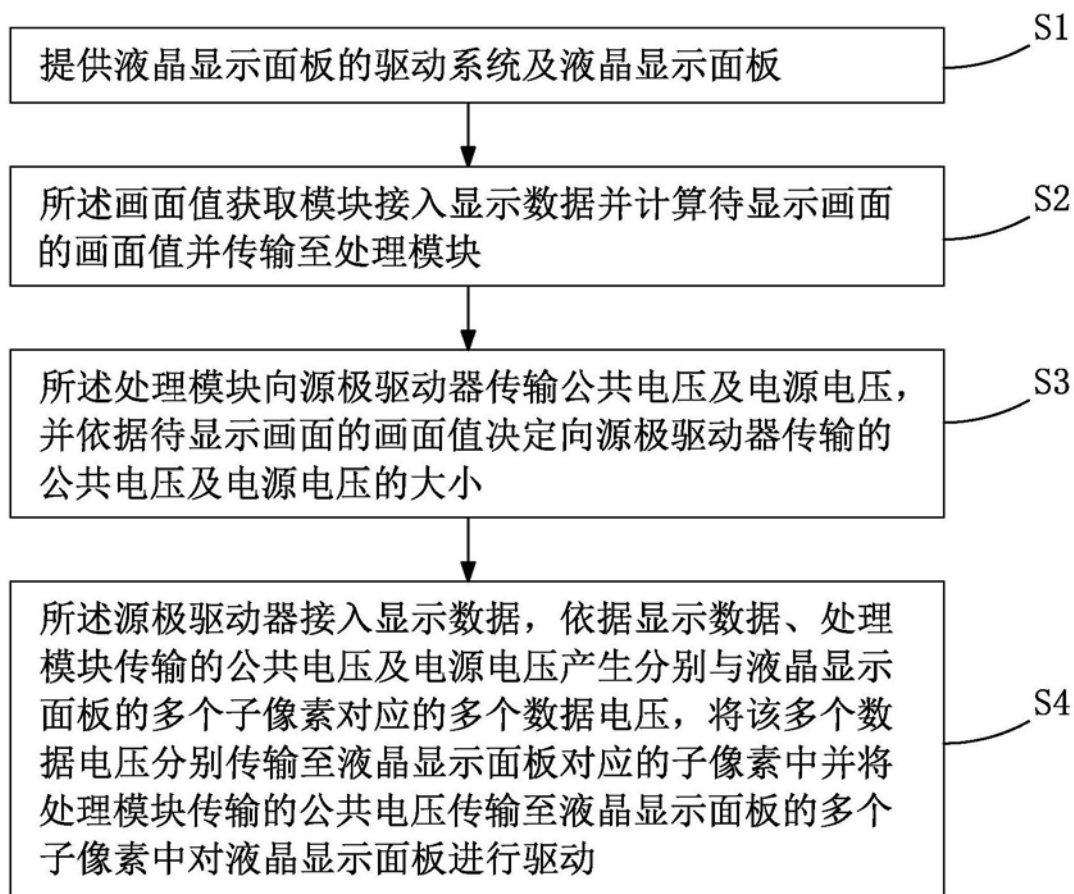 提供液晶显示面板的驱动系统及液晶显示面板
S1
所述画面值获取模块接入显示数据并计算待显示画面
的画面值并传输至处理模块
S2
所述处理模块向源极驱动器传输公共电压及电源电压，
并依据待显示画面的画面值决定向源极驱动器传输的
公共电压及电源电压的大小
S3
所述源极驱动器接入显示数据，依据显示数据、处理
模块传输的公共电压及电源电压产生分别与液晶显示
面板的多个子像素对应的多个数据电压，将该多个数
据电压分别传输至液晶显示面板对应的子像素中并将
处理模块传输的公共电压传输至液晶显示面板的多个
子像素中对液晶显示面板进行驱动
S4